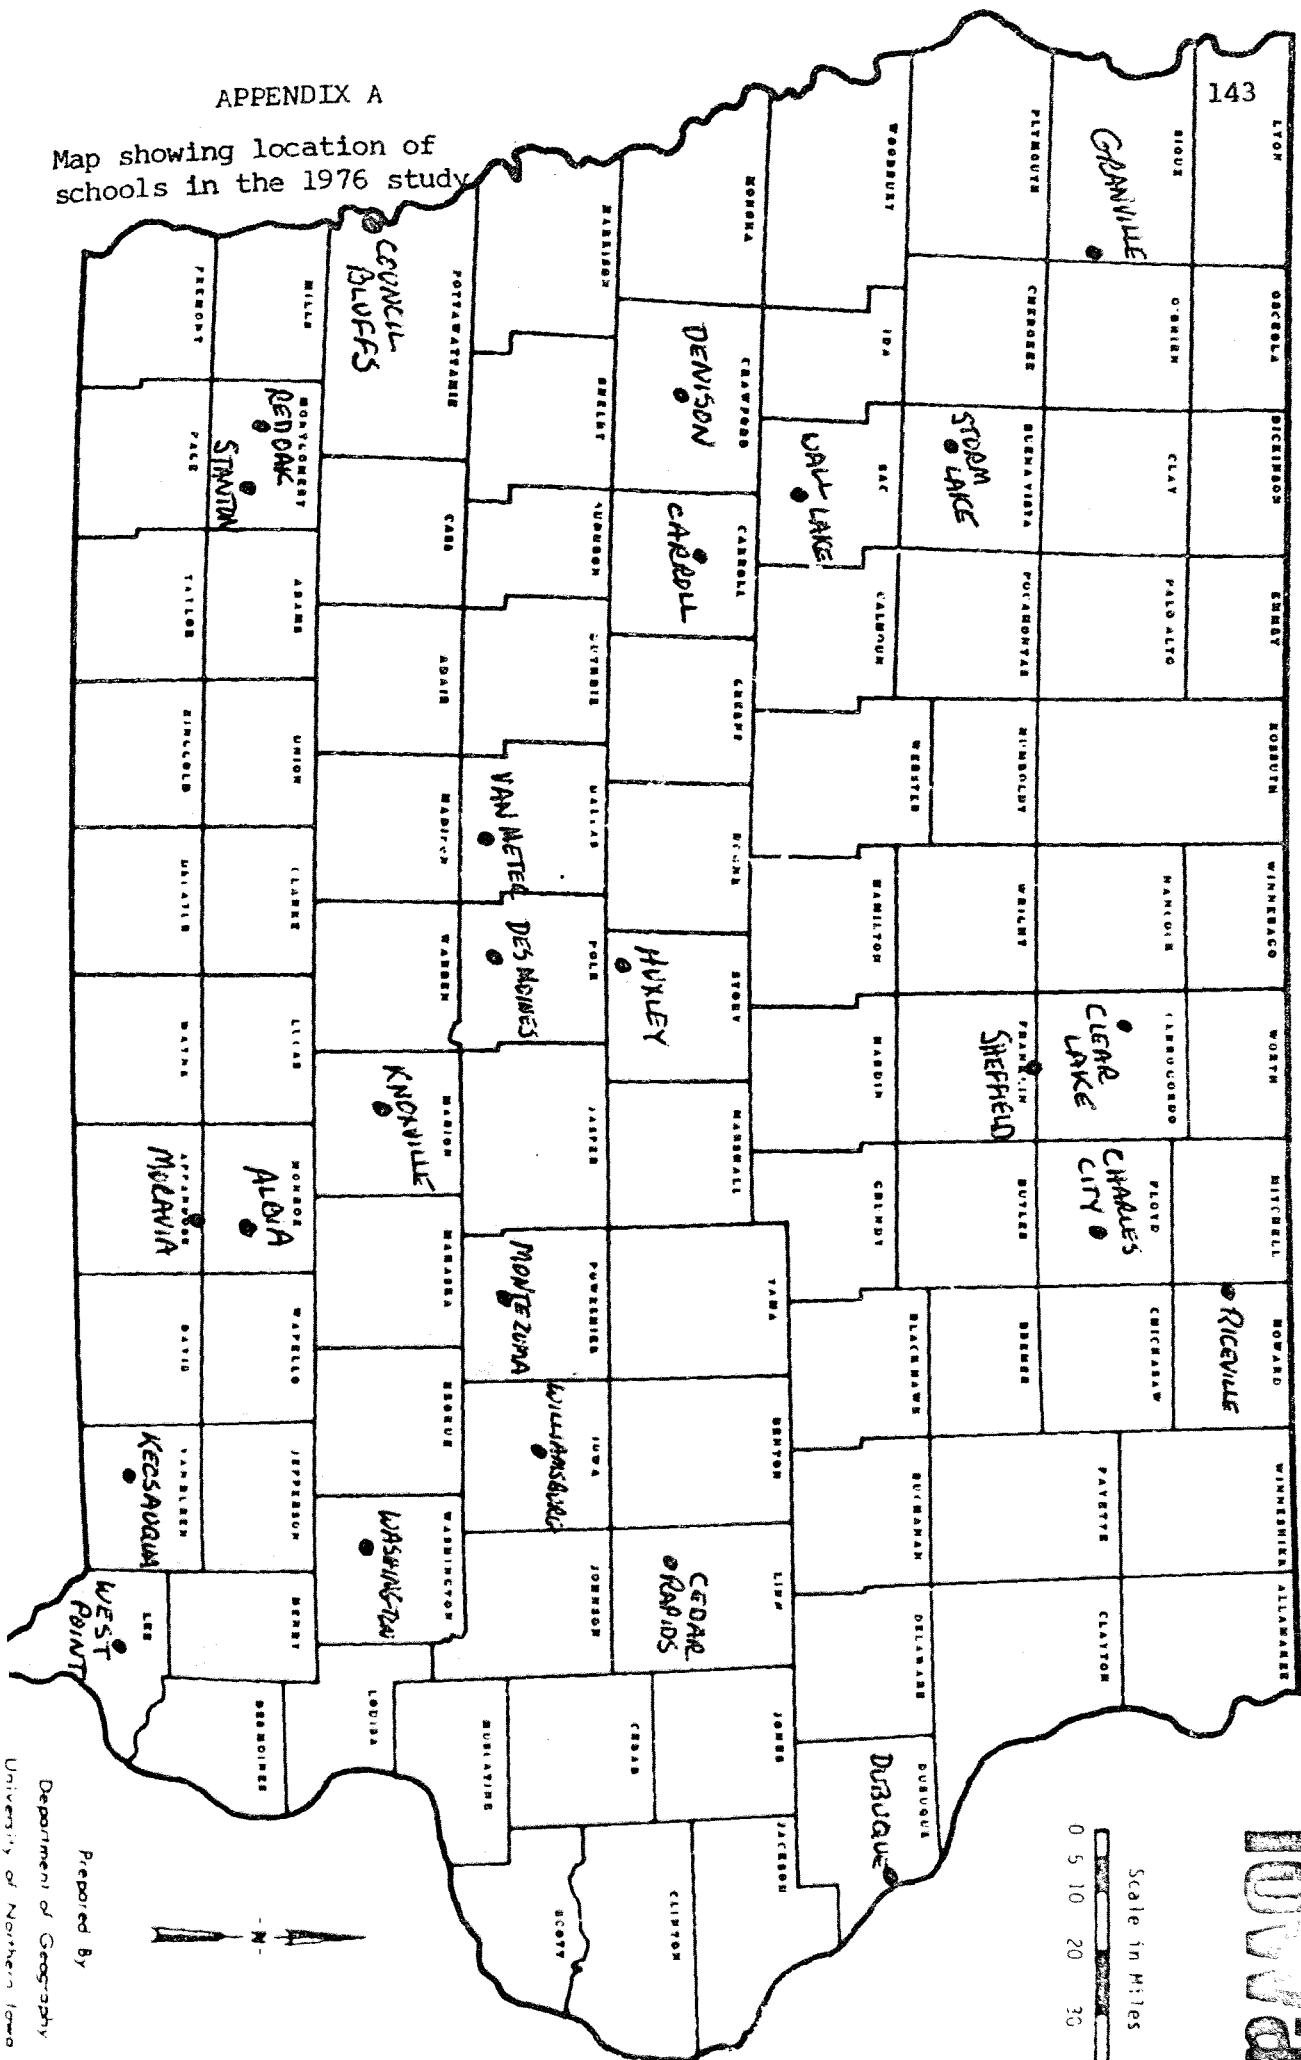 143
APPENDIX A
Map showing location of
schools in the 1976 study
LYON
OSCEOLA
DICKINSON
EMMET
KOSSUTH
WINNEBAGO
WORTH
MITCHELL
HOWARD
WINNESHIEK
ALLAMAKEE
RICEVILLE
SIOUX
GRANVILLE
O'BRIEN
CLAY
PALO ALTO
HANCOCK
CERRO GORDO
CLEAR
LAKE
FLOYD
CHARLES
CITY
CHICKASAW
FAYETTE
CLAYTON
PLYMOUTH
CHEROKEE
BUENA VISTA
STORM
LAKE
POCAHONTAS
HUMBOLDT
WRIGHT
FRANKLIN
SHEFFIELD
BUTLER
BREMER
WOODBURY
IDA
SAC
WALL LAKE
CALHOUN
WEBSTER
HAMILTON
HARDIN
GRUNDY
BLACK HAWK
BUCHANAN
DELAWARE
DUBUQUE
DUBUQUE
MONONA
CRAWFORD
DENISON
CARROLL
CARROLL
GREENE
BOONE
STORY
HUXLEY
MARSHALL
TAMA
BENTON
LINN
CEDAR
RAPIDS
JONES
JACKSON
HARRISON
SHELBY
AUDUBON
GUTHRIE
DALLAS
VAN METER
POLK
DES MOINES
JASPER
POWESHIEK
MONTEZUMA
IOWA
WILLIAMSBURG
JOHNSON
CEDAR
CLINTON
SCOTT
POTTAWATTAMIE
COUNCIL
BLUFFS
CASS
ADAIR
MADISON
WARREN
MARION
KNOXVILLE
MAHASKA
KEOKUK
WASHINGTON
WASHINGTON
MUSCATINE
LOUISA
MILLS
MONTGOMERY
RED OAK
STANTON
ADAMS
UNION
CLARKE
LUCAS
MONROE
ALBIA
WAPELLO
JEFFERSON
HENRY
DESMOINES
FREMONT
PAGE
TAYLOR
RINGGOLD
DECATUR
WAYNE
APPANOOSE
MORAVIA
DAVIS
VAN BUREN
KEOSAUQUA
LEE
WEST
POINT
Iowa
Scale in Miles
0 5 10 20 30
-N-
Prepared By
Department of Geography
University of Northern Iowa